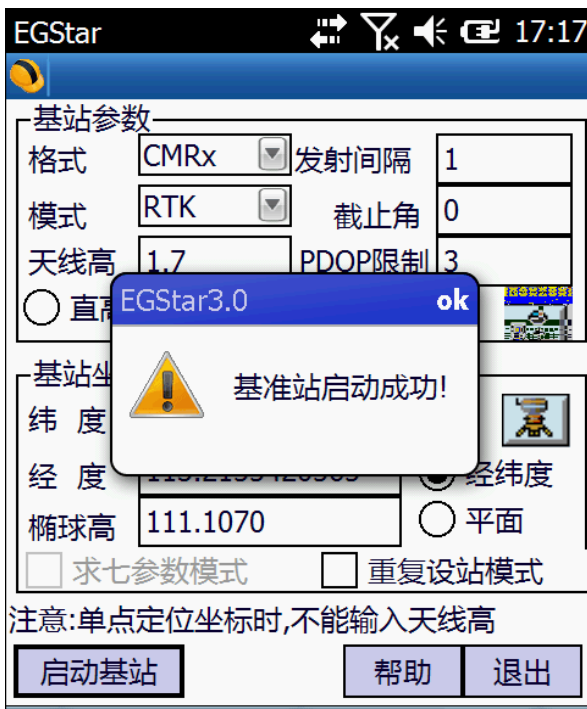 EGStar 17:17
基站参数
格式 CMRx 发射间隔 1
模式 RTK 截止角 0
天线高 1.7 PDOP限制 3
直高
EGStar3.0 ok
基准站启动成功!
基站坐
纬 度
经 度 经纬度
椭球高 111.1070 平面
求七参数模式 重复设站模式
注意:单点定位坐标时,不能输入天线高
启动基站 帮助 退出